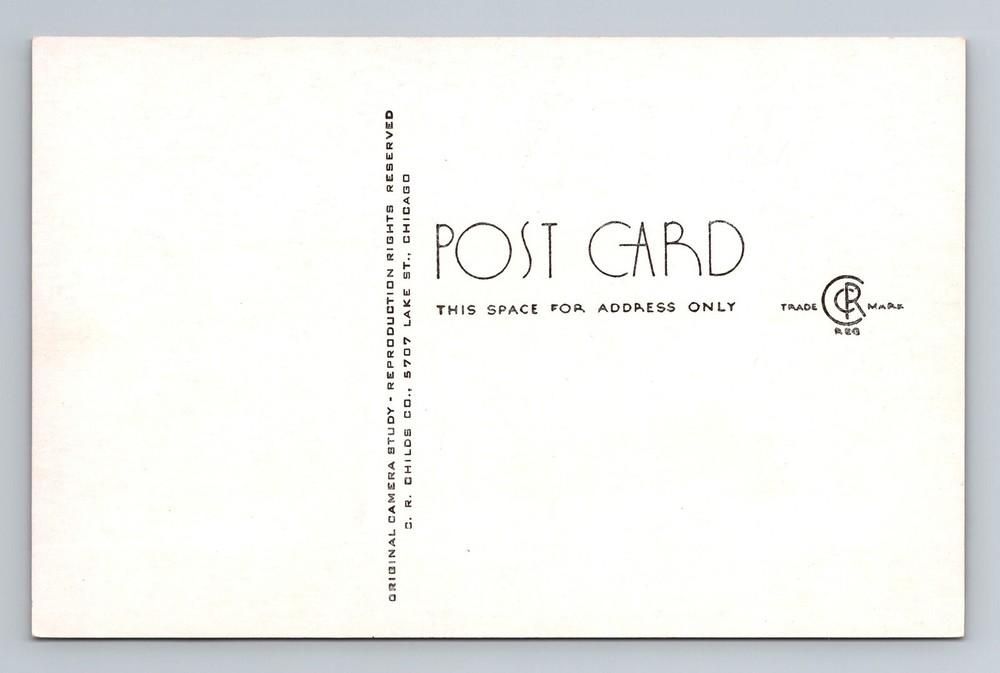 ORIGINAL CAMERA STUDY - REPRODUCTION RIGHTS RESERVED
C. R. CHILDS CO., 5707 LAKE ST., CHICAGO
POST CARD
THIS SPACE FOR ADDRESS ONLY
TRADE CRC MARK
REG